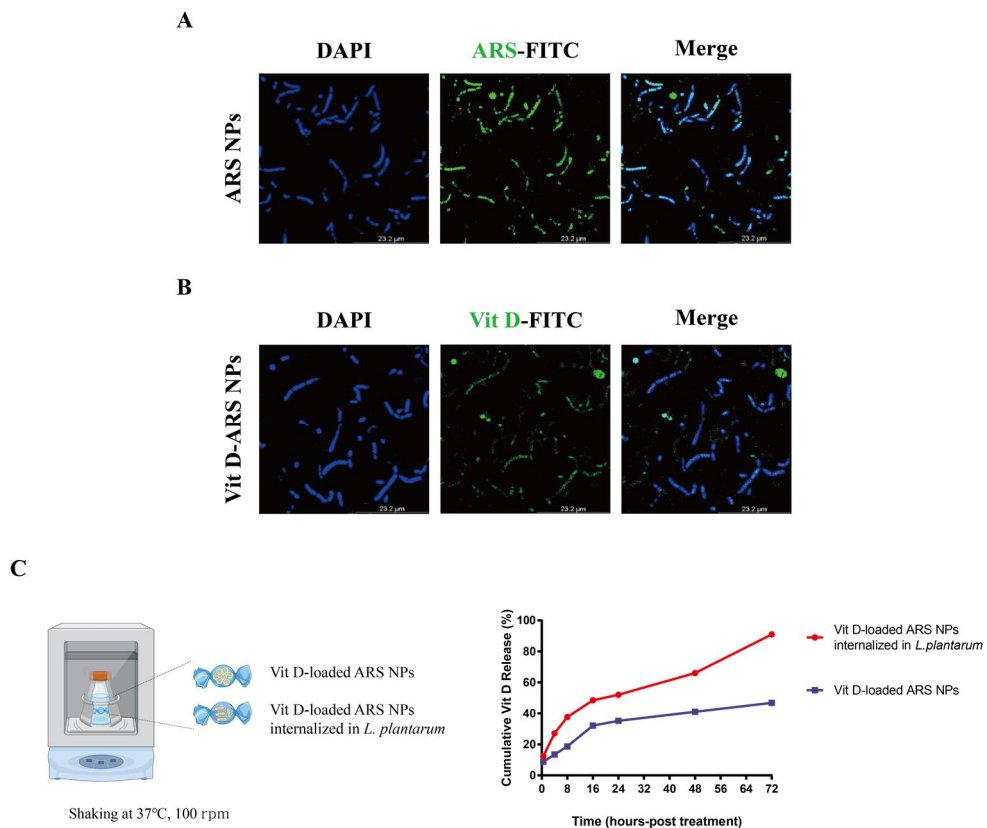 A
DAPI
ARS-FITC
Merge
ARS NPs
23.2 μm
23.2 μm
23.2 μm
B
DAPI
Vit D-FITC
Merge
Vit D-ARS NPs
23.2 μm
23.2 μm
23.2 μm
C
Vit D-loaded ARS NPs
Vit D-loaded ARS NPs
internalized in L. plantarum
Shaking at 37℃, 100 rpm
Cumulative Vit D Release (%)
100
80
60
40
20
0
0 8 16 24 32 40 48 56 64 72
Time (hours-post treatment)
Vit D-loaded ARS NPs
internalized in L.plantarum
Vit D-loaded ARS NPs